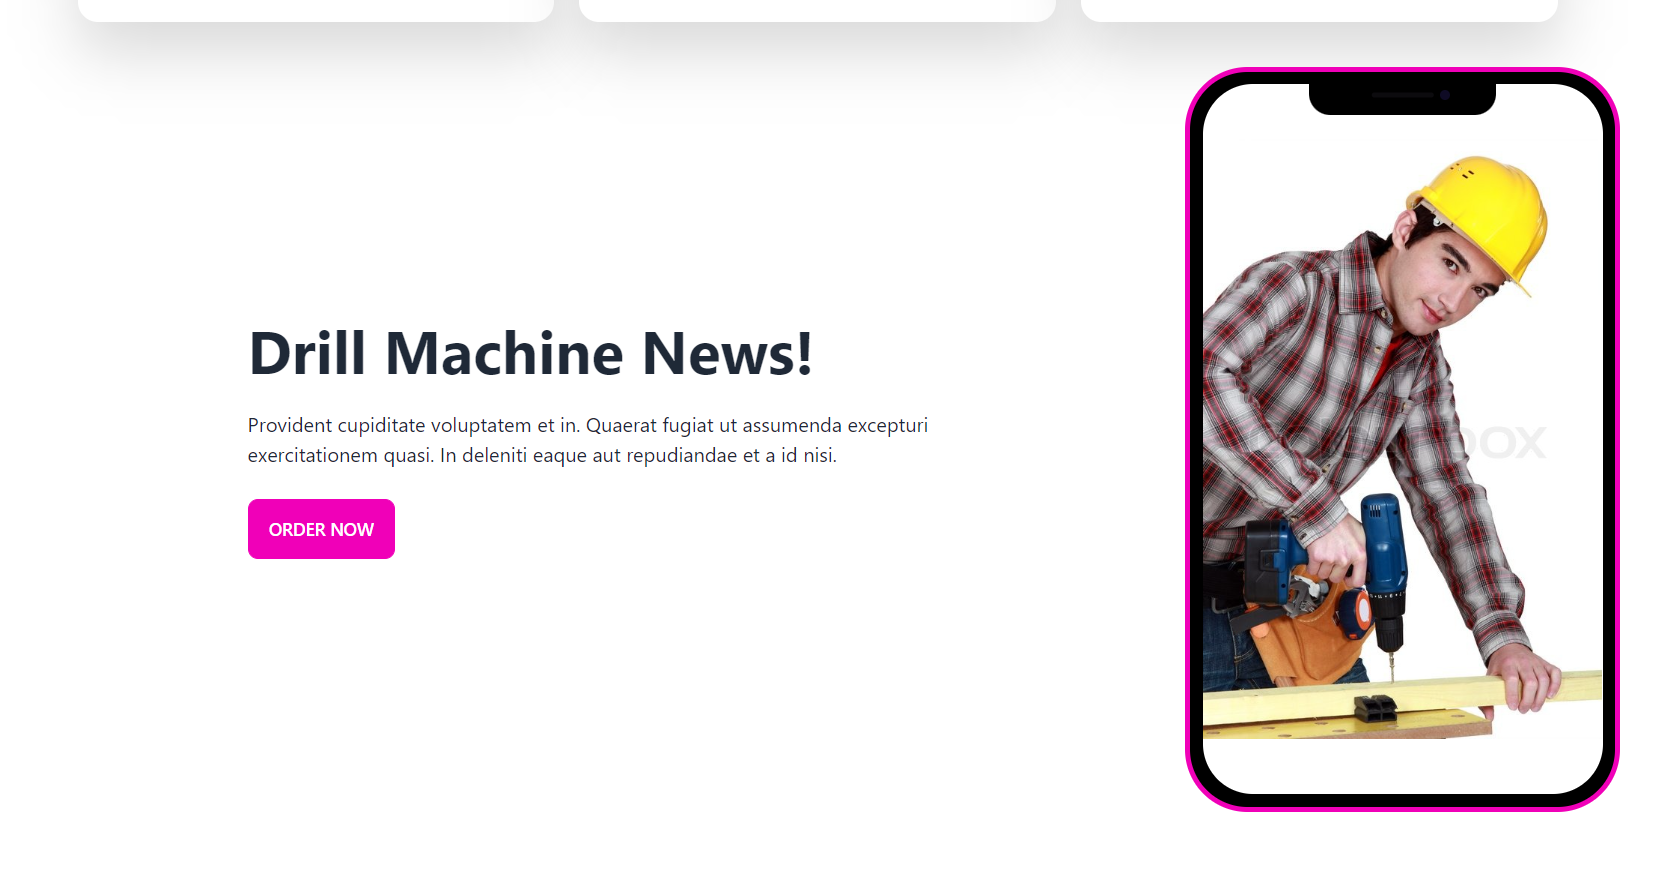 Drill Machine News!
Provident cupiditate voluptatem et in. Quaerat fugiat ut assumenda excepturi
exercitationem quasi. In deleniti eaque aut repudiandae et a id nisi.
ORDER NOW